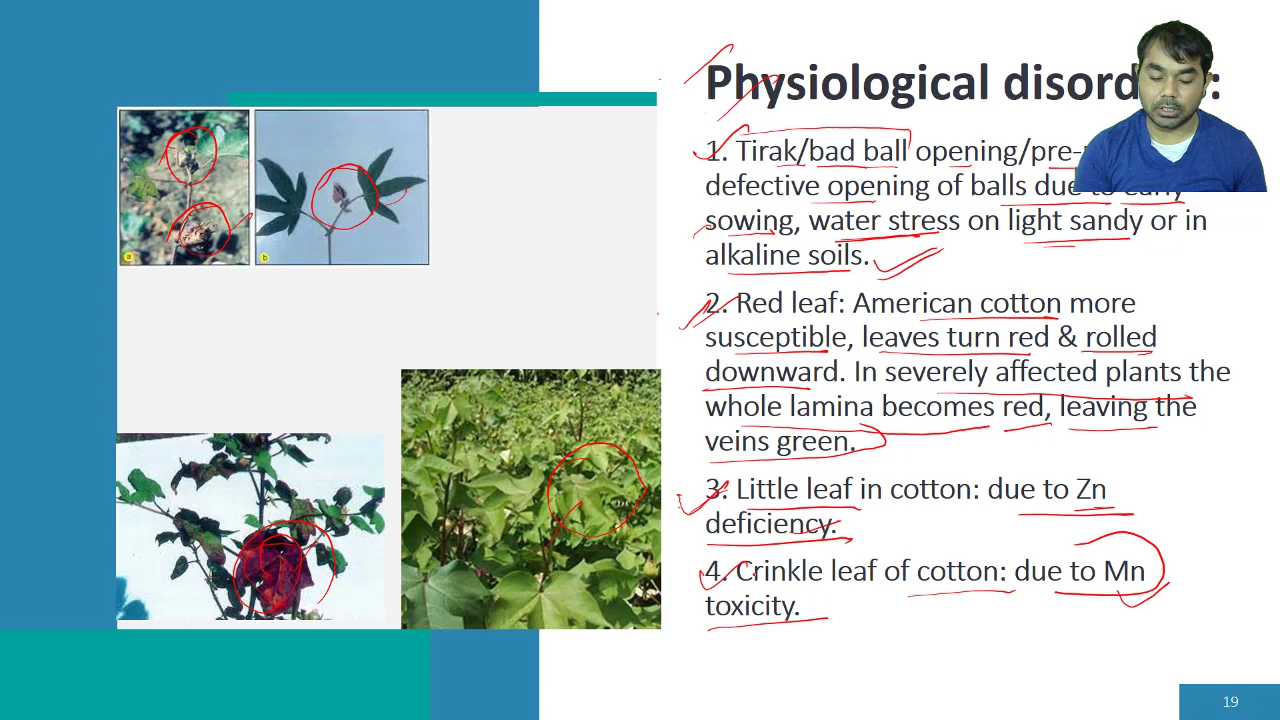 Physiological
1. Tirak/bad ball opening/pre-
defective opening of balls due to early
sowing, water stress on light sandy or in
alkaline soils.
2. Red leaf: American cotton more
susceptible, leaves turn red & rolled
downward. In severely affected plants the
whole lamina becomes red, leaving the
veins green.
3. Little leaf in cotton: due to Zn
deficiency.
4. Crinkle leaf of cotton: due to Mn
toxicity.
a
b
19